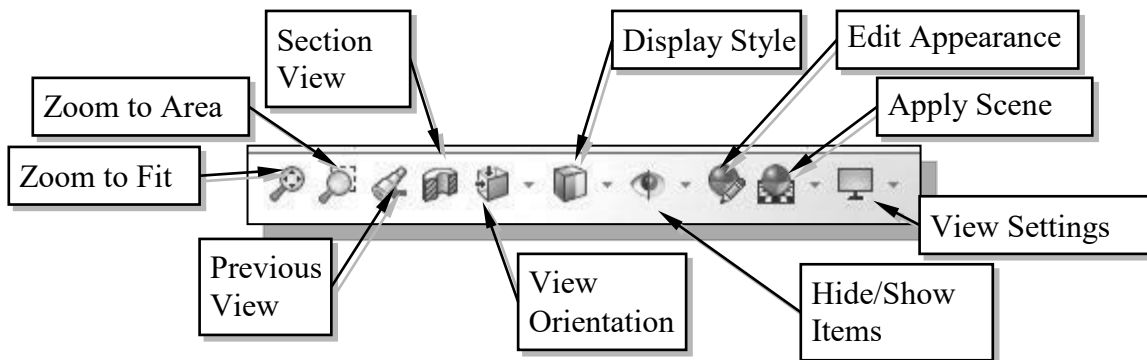 Section
View
Display Style
Edit Appearance
Zoom to Area
Apply Scene
Zoom to Fit
View Settings
Previous
View
View
Orientation
Hide/Show
Items